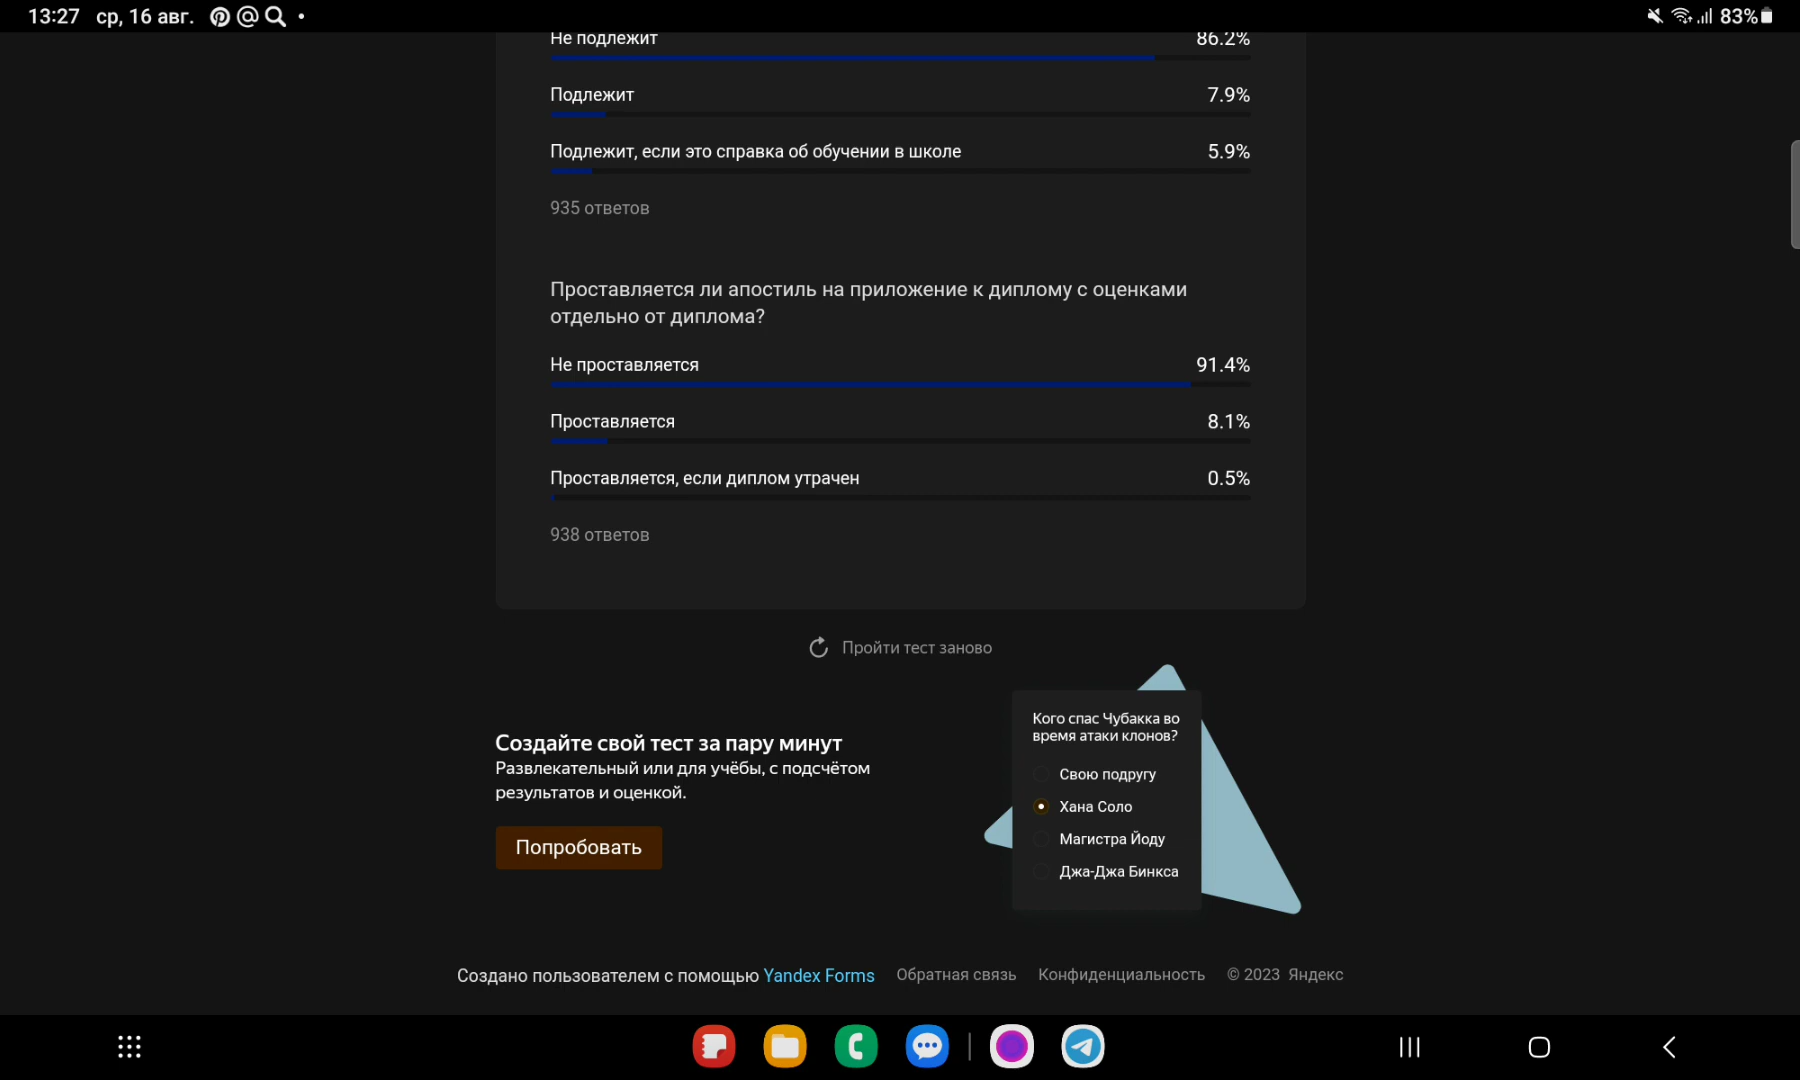 13:27 ср, 16 авг.
83%
Не подлежит 86.2%
Подлежит 7.9%
Подлежит, если это справка об обучении в школе 5.9%
935 ответов
Проставляется ли апостиль на приложение к диплому с оценками
отдельно от диплома?
Не проставляется 91.4%
Проставляется 8.1%
Проставляется, если диплом утрачен 0.5%
938 ответов
Пройти тест заново
Создайте свой тест за пару минут
Развлекательный или для учёбы, с подсчётом
результатов и оценкой.
Попробовать
Кого спас Чубакка во
время атаки клонов?
Свою подругу
Хана Соло
Магистра Йоду
Джа-Джа Бинкса
Создано пользователем с помощью Yandex Forms Обратная связь Конфиденциальность © 2023 Яндекс